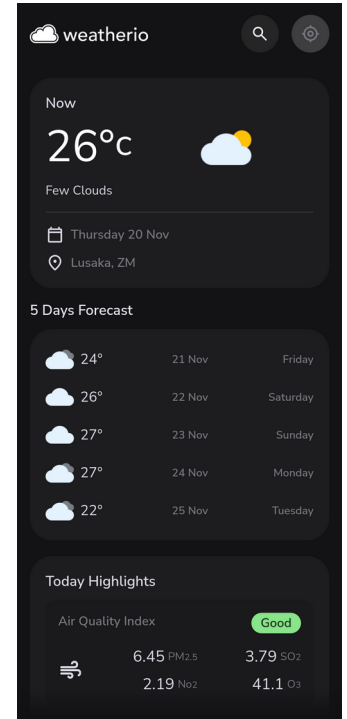 weatherio
Now
26°c
Few Clouds
Thursday 20 Nov
Lusaka, ZM
5 Days Forecast
24° 21 Nov Friday
26° 22 Nov Saturday
27° 23 Nov Sunday
27° 24 Nov Monday
22° 25 Nov Tuesday
Today Highlights
Air Quality Index Good
6.45 PM2.5 3.79 SO2
2.19 No2 41.1 O3